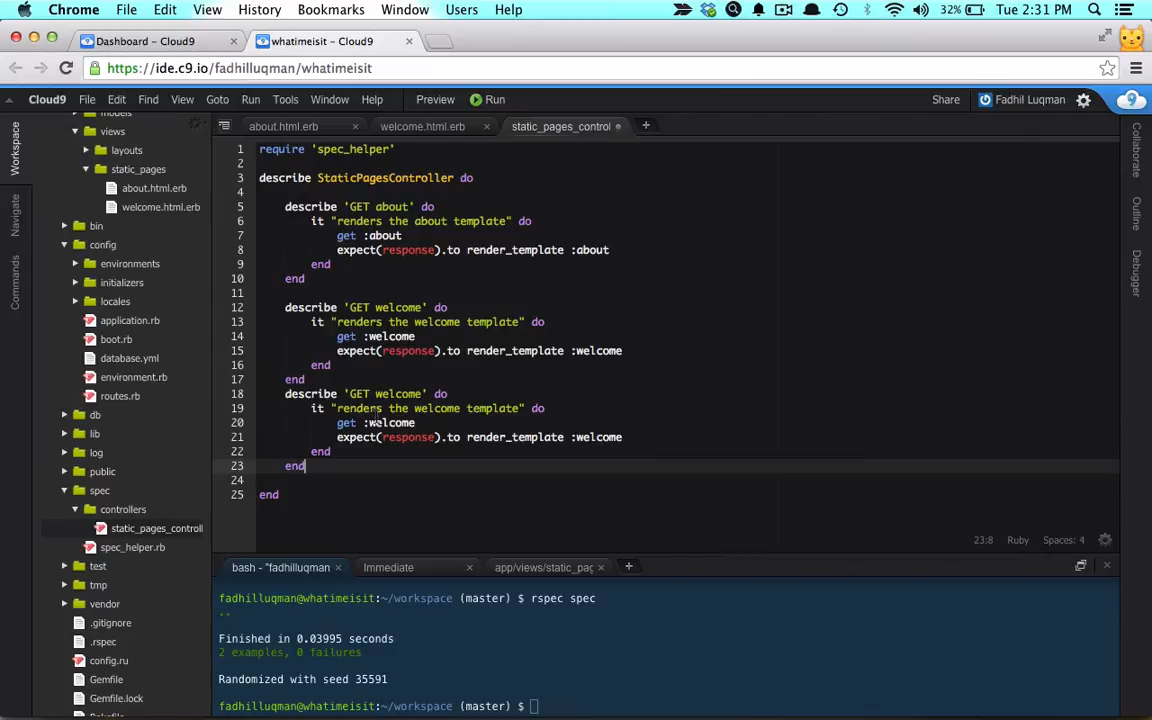 Chrome File Edit View History Bookmarks Window Users Help 32% Tue 2:31 PM
Dashboard – Cloud9 whatimeisit – Cloud9
https://ide.c9.io/fadhilluqman/whatimeisit
Cloud9 File Edit Find View Goto Run Tools Window Help Preview Run Share Fadhil Luqman
Workspace
Navigate
Commands
models
views
layouts
static_pages
about.html.erb
welcome.html.erb
bin
config
environments
initializers
locales
application.rb
boot.rb
database.yml
environment.rb
routes.rb
db
lib
log
public
spec
controllers
static_pages_controll
spec_helper.rb
test
tmp
vendor
.gitignore
.rspec
config.ru
Gemfile
Gemfile.lock
about.html.erb welcome.html.erb static_pages_control
1 require 'spec_helper'
2
3 describe StaticPagesController do
4
5 describe 'GET about' do
6 it "renders the about template" do
7 get :about
8 expect(response).to render_template :about
9 end
10 end
11
12 describe 'GET welcome' do
13 it "renders the welcome template" do
14 get :welcome
15 expect(response).to render_template :welcome
16 end
17 end
18 describe 'GET welcome' do
19 it "renders the welcome template" do
20 get :welcome
21 expect(response).to render_template :welcome
22 end
23 end
24
25 end
23:8 Ruby Spaces: 4
Collaborate
Outline
Debugger
bash - "fadhilluqman Immediate app/views/static_pag
fadhilluqman@whatimeisit:~/workspace (master) $ rspec spec
..
Finished in 0.03995 seconds
2 examples, 0 failures
Randomized with seed 35591
fadhilluqman@whatimeisit:~/workspace (master) $